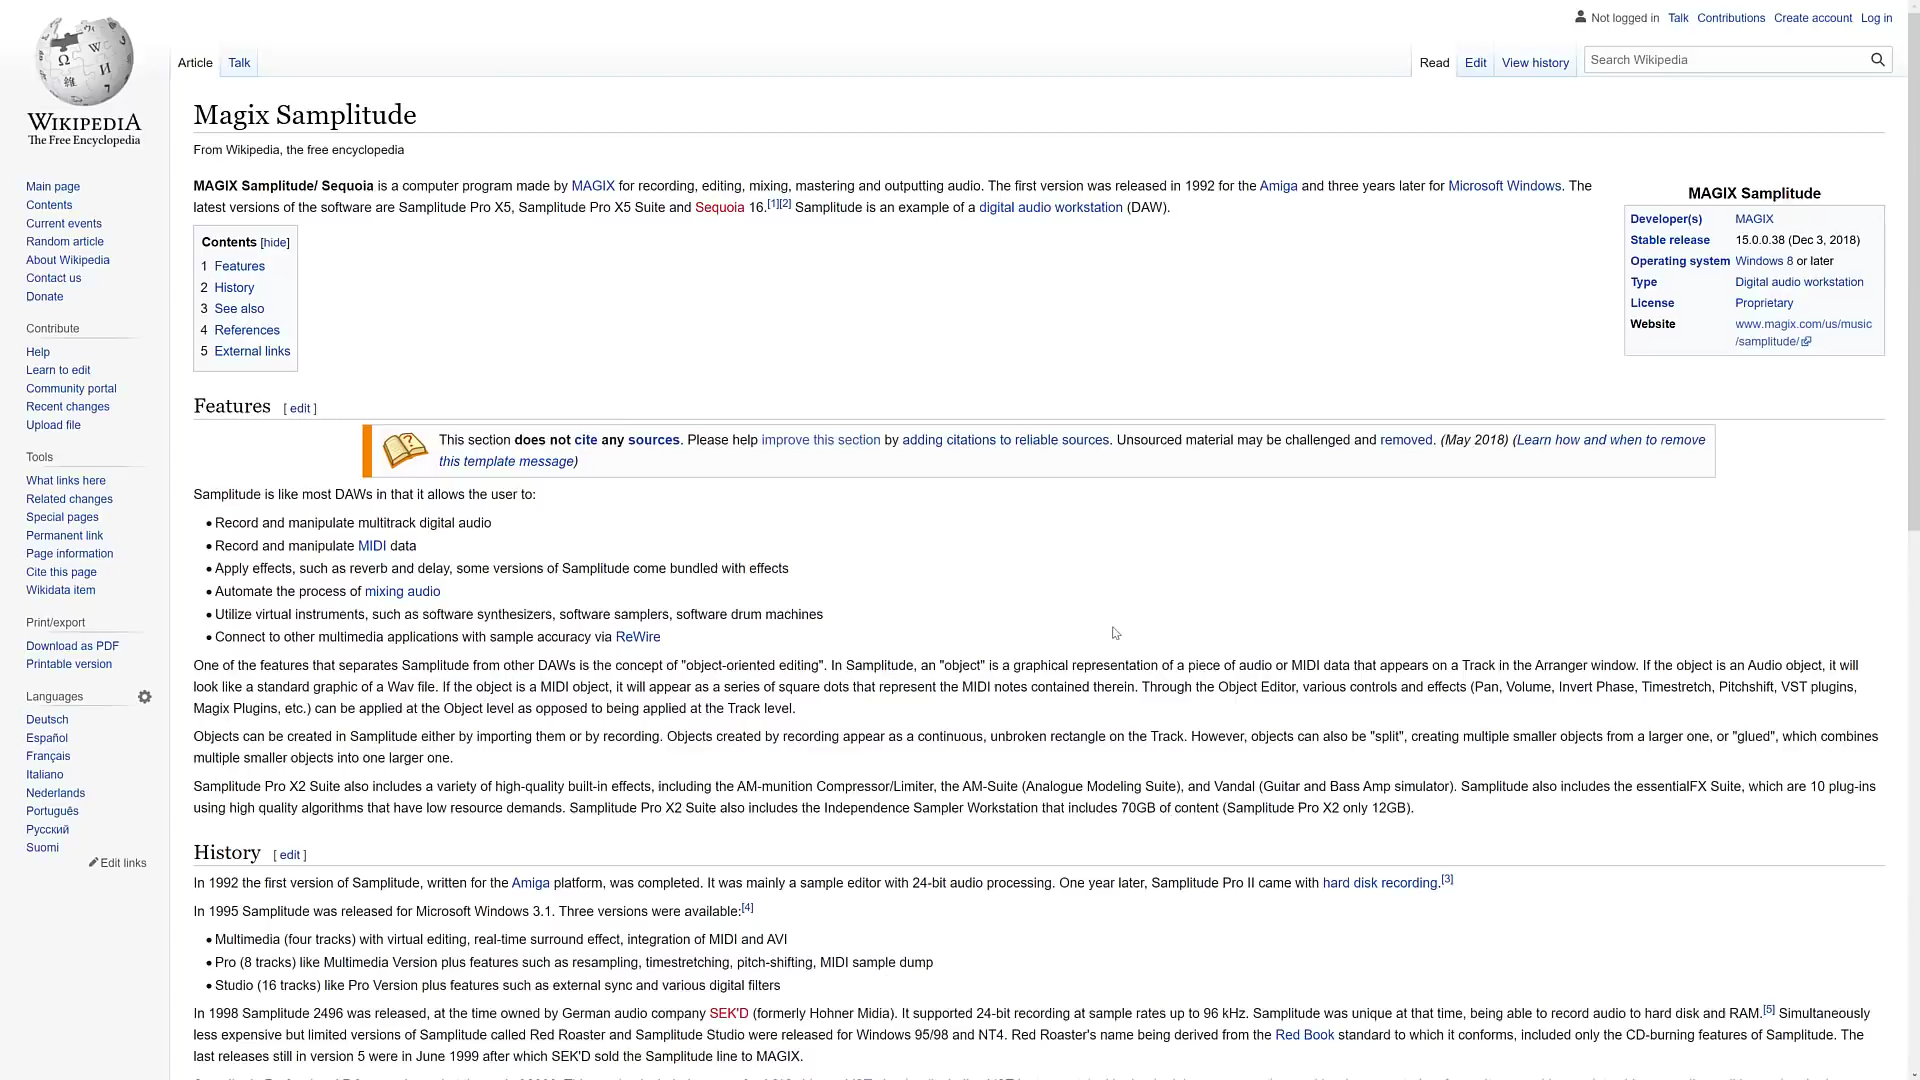 Not logged in Talk Contributions Create account Log in
Article Talk
Read Edit View history Search Wikipedia
WIKIPEDIA
The Free Encyclopedia
Main page
Contents
Current events
Random article
About Wikipedia
Contact us
Donate
Contribute
Help
Learn to edit
Community portal
Recent changes
Upload file
Tools
What links here
Related changes
Special pages
Permanent link
Page information
Cite this page
Wikidata item
Print/export
Download as PDF
Printable version
Languages
Deutsch
Español
Français
Italiano
Nederlands
Português
Русский
Suomi
Edit links
Magix Samplitude
From Wikipedia, the free encyclopedia
MAGIX Samplitude/ Sequoia is a computer program made by MAGIX for recording, editing, mixing, mastering and outputting audio. The first version was released in 1992 for the Amiga and three years later for Microsoft Windows. The
latest versions of the software are Samplitude Pro X5, Samplitude Pro X5 Suite and Sequoia 16.[1][2] Samplitude is an example of a digital audio workstation (DAW).
MAGIX Samplitude
Developer(s) MAGIX
Stable release 15.0.0.38 (Dec 3, 2018)
Operating system Windows 8 or later
Type Digital audio workstation
License Proprietary
Website www.magix.com/us/music
/samplitude/
Contents [hide]
1 Features
2 History
3 See also
4 References
5 External links
Features [ edit ]
This section does not cite any sources. Please help improve this section by adding citations to reliable sources. Unsourced material may be challenged and removed. (May 2018) (Learn how and when to remove
this template message)
Samplitude is like most DAWs in that it allows the user to:
• Record and manipulate multitrack digital audio
• Record and manipulate MIDI data
• Apply effects, such as reverb and delay, some versions of Samplitude come bundled with effects
• Automate the process of mixing audio
• Utilize virtual instruments, such as software synthesizers, software samplers, software drum machines
• Connect to other multimedia applications with sample accuracy via ReWire
One of the features that separates Samplitude from other DAWs is the concept of "object-oriented editing". In Samplitude, an "object" is a graphical representation of a piece of audio or MIDI data that appears on a Track in the Arranger window. If the object is an Audio object, it will
look like a standard graphic of a Wav file. If the object is a MIDI object, it will appear as a series of square dots that represent the MIDI notes contained therein. Through the Object Editor, various controls and effects (Pan, Volume, Invert Phase, Timestretch, Pitchshift, VST plugins,
Magix Plugins, etc.) can be applied at the Object level as opposed to being applied at the Track level.
Objects can be created in Samplitude either by importing them or by recording. Objects created by recording appear as a continuous, unbroken rectangle on the Track. However, objects can also be "split", creating multiple smaller objects from a larger one, or "glued", which combines
multiple smaller objects into one larger one.
Samplitude Pro X2 Suite also includes a variety of high-quality built-in effects, including the AM-munition Compressor/Limiter, the AM-Suite (Analogue Modeling Suite), and Vandal (Guitar and Bass Amp simulator). Samplitude also includes the essentialFX Suite, which are 10 plug-ins
using high quality algorithms that have low resource demands. Samplitude Pro X2 Suite also includes the Independence Sampler Workstation that includes 70GB of content (Samplitude Pro X2 only 12GB).
History [ edit ]
In 1992 the first version of Samplitude, written for the Amiga platform, was completed. It was mainly a sample editor with 24-bit audio processing. One year later, Samplitude Pro II came with hard disk recording.[3]
In 1995 Samplitude was released for Microsoft Windows 3.1. Three versions were available:[4]
• Multimedia (four tracks) with virtual editing, real-time surround effect, integration of MIDI and AVI
• Pro (8 tracks) like Multimedia Version plus features such as resampling, timestretching, pitch-shifting, MIDI sample dump
• Studio (16 tracks) like Pro Version plus features such as external sync and various digital filters
In 1998 Samplitude 2496 was released, at the time owned by German audio company SEK'D (formerly Hohner Midia). It supported 24-bit recording at sample rates up to 96 kHz. Samplitude was unique at that time, being able to record audio to hard disk and RAM.[5] Simultaneously
less expensive but limited versions of Samplitude called Red Roaster and Samplitude Studio were released for Windows 95/98 and NT4. Red Roaster's name being derived from the Red Book standard to which it conforms, included only the CD-burning features of Samplitude. The
last releases still in version 5 were in June 1999 after which SEK'D sold the Samplitude line to MAGIX.